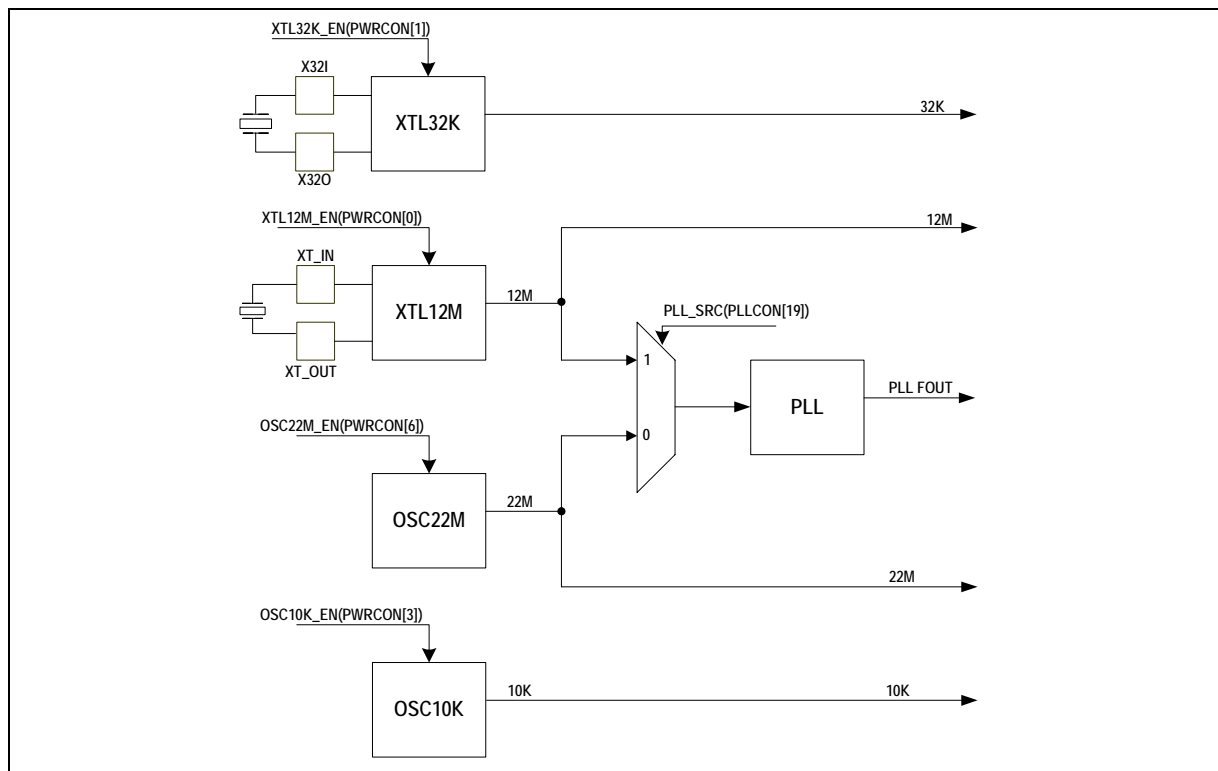 XTL32K_EN(PWRCON[1])
X32I
XTL32K
32K
X32O
XTL12M_EN(PWRCON[0])
12M
XT_IN
XTL12M
12M
XT_OUT
PLL_SRC(PLLCON[19])
1
PLL
PLL FOUT
0
OSC22M_EN(PWRCON[6])
OSC22M
22M
22M
OSC10K_EN(PWRCON[3])
OSC10K
10K
10K